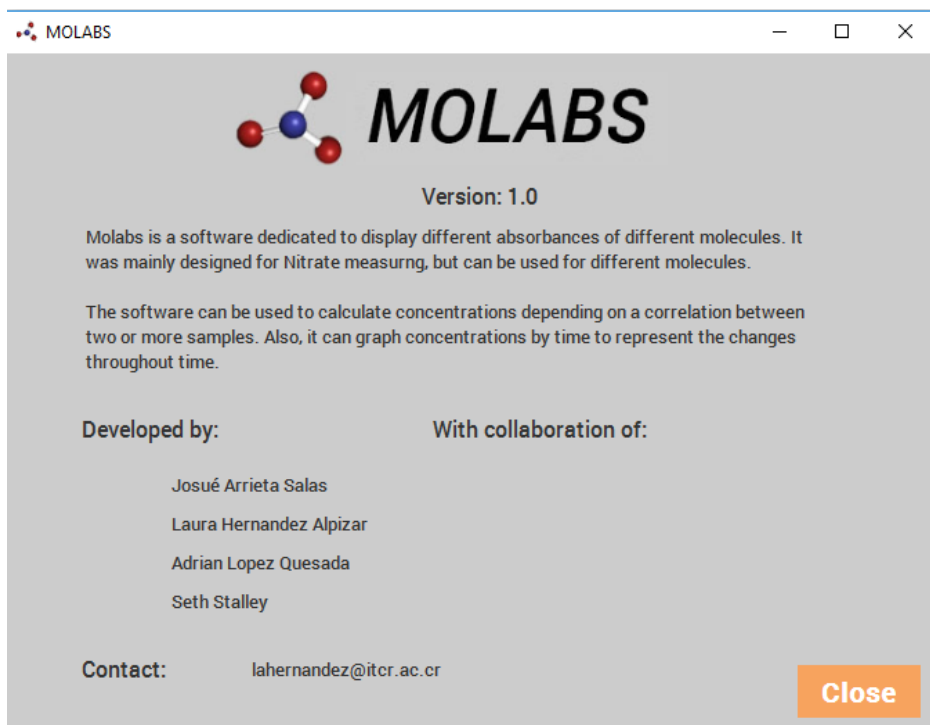 MOLABS
MOLABS
Version: 1.0
Molabs is a software dedicated to display different absorbances of different molecules. It
was mainly designed for Nitrate measurng, but can be used for different molecules.
The software can be used to calculate concentrations depending on a correlation between
two or more samples. Also, it can graph concentrations by time to represent the changes
throughout time.
Developed by:
With collaboration of:
Josué Arrieta Salas
Laura Hernandez Alpizar
Adrian Lopez Quesada
Seth Stalley
Contact:
lahernandez@itcr.ac.cr
Close